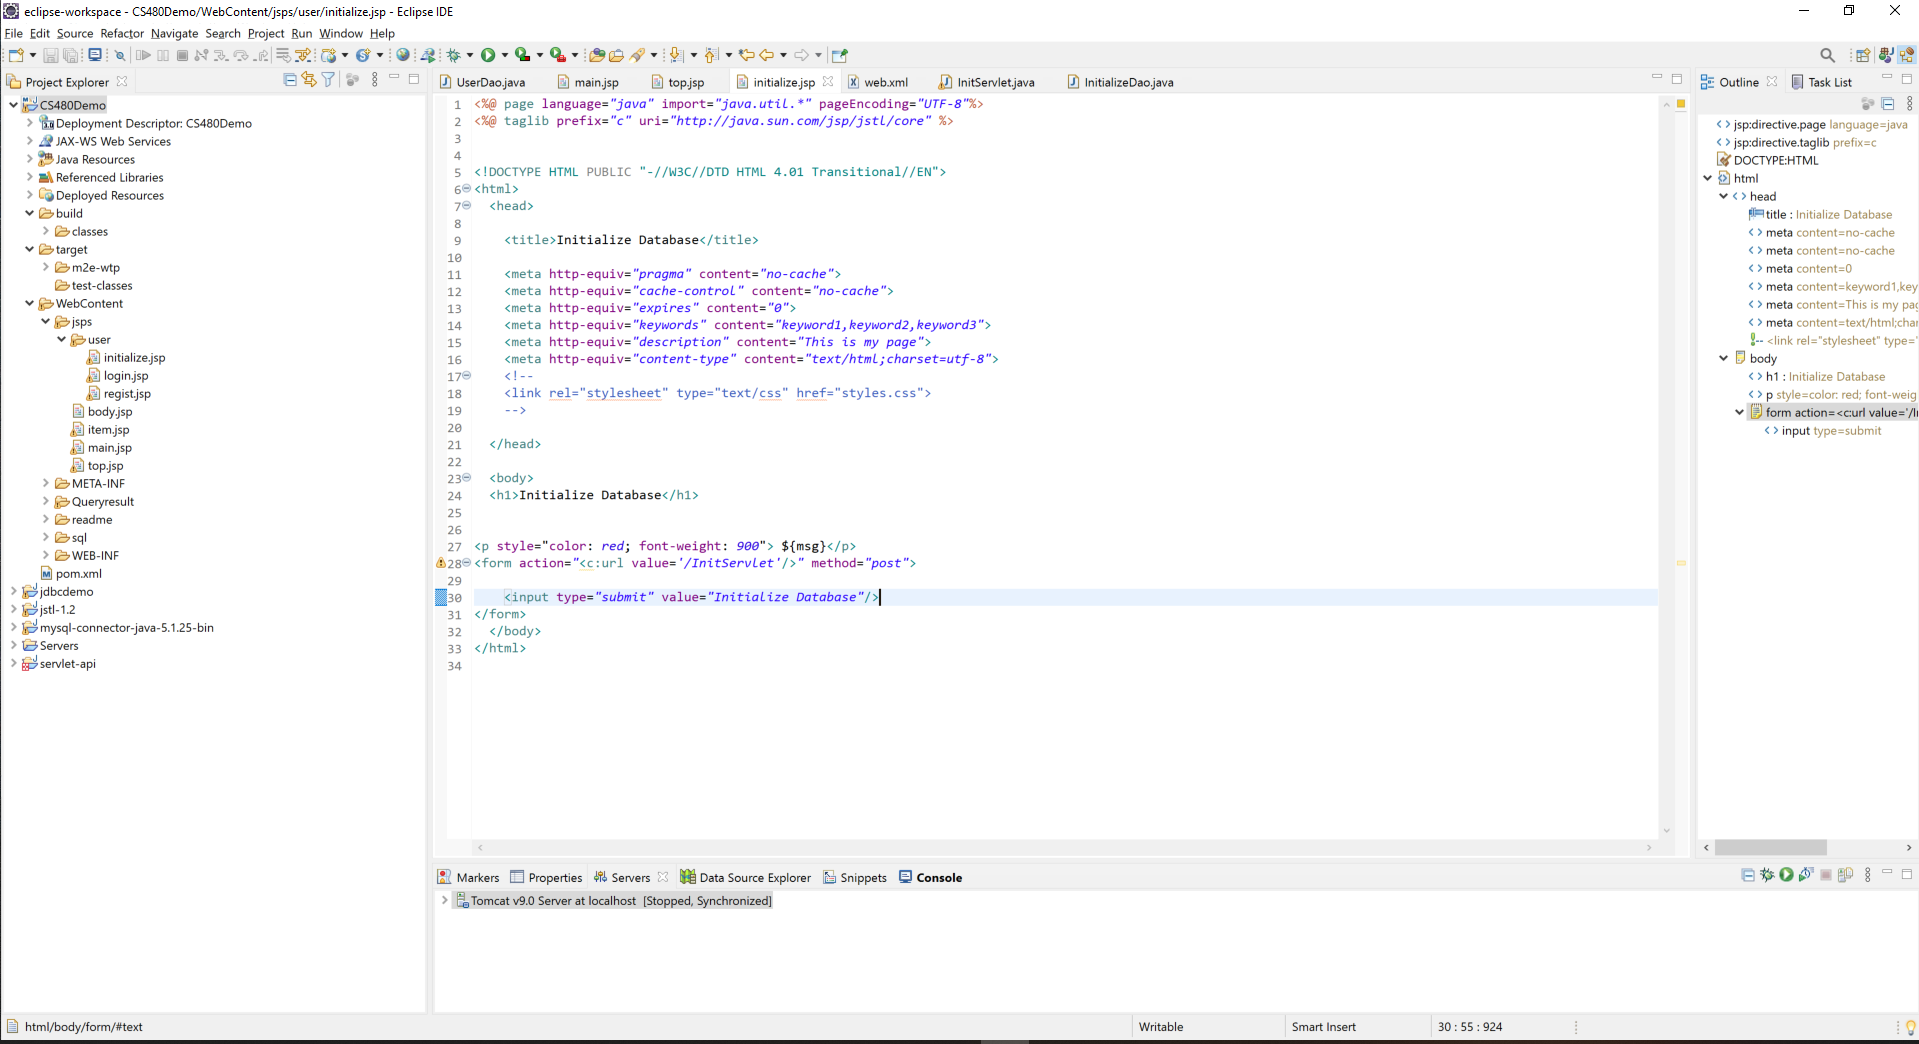 eclipse-workspace - CS480Demo/WebContent/jsps/user/initialize.jsp - Eclipse IDE
File Edit Source Refactor Navigate Search Project Run Window Help
Project Explorer
CS480Demo
Deployment Descriptor: CS480Demo
JAX-WS Web Services
Java Resources
Referenced Libraries
Deployed Resources
build
classes
target
m2e-wtp
test-classes
WebContent
jsps
user
initialize.jsp
login.jsp
regist.jsp
body.jsp
item.jsp
main.jsp
top.jsp
META-INF
Queryresult
readme
sql
WEB-INF
pom.xml
jdbcdemo
jstl-1.2
mysql-connector-java-5.1.25-bin
Servers
servlet-api
UserDao.java main.jsp top.jsp initialize.jsp web.xml InitServlet.java InitializeDao.java
1 <%@ page language="java" import="java.util.*" pageEncoding="UTF-8"%>
2 <%@ taglib prefix="c" uri="http://java.sun.com/jsp/jstl/core" %>
3
4
5 <!DOCTYPE HTML PUBLIC "-//W3C//DTD HTML 4.01 Transitional//EN">
6 <html>
7 <head>
8
9 <title>Initialize Database</title>
10
11 <meta http-equiv="pragma" content="no-cache">
12 <meta http-equiv="cache-control" content="no-cache">
13 <meta http-equiv="expires" content="0">
14 <meta http-equiv="keywords" content="keyword1,keyword2,keyword3">
15 <meta http-equiv="description" content="This is my page">
16 <meta http-equiv="content-type" content="text/html;charset=utf-8">
17 <!--
18 <link rel="stylesheet" type="text/css" href="styles.css">
19 -->
20
21 </head>
22
23 <body>
24 <h1>Initialize Database</h1>
25
26
27 <p style="color: red; font-weight: 900"> ${msg}</p>
28 <form action="<c:url value='/InitServlet'/>" method="post">
29
30 <input type="submit" value="Initialize Database"/>
31 </form>
32 </body>
33 </html>
34
Outline Task List
jsp:directive.page language=java
jsp:directive.taglib prefix=c
DOCTYPE:HTML
html
head
title : Initialize Database
meta content=no-cache
meta content=no-cache
meta content=0
meta content=keyword1,key
meta content=This is my pag
meta content=text/html;char
<link rel="stylesheet" type="
body
h1 : Initialize Database
p style=color: red; font-weig
form action=<c:url value='/I
input type=submit
Markers Properties Servers Data Source Explorer Snippets Console
Tomcat v9.0 Server at localhost [Stopped, Synchronized]
html/body/form/#text
Writable
Smart Insert
30 : 55 : 924